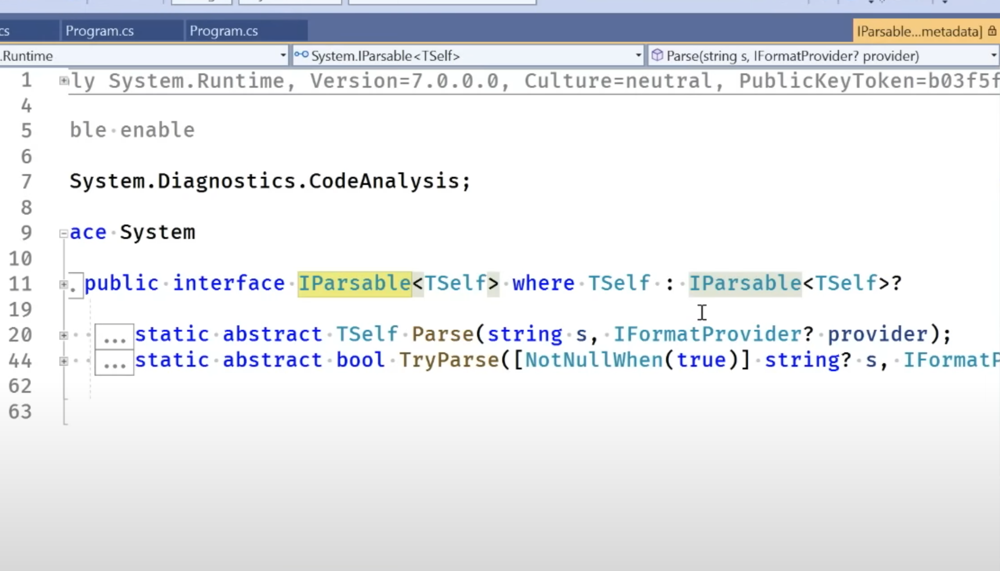 cs Program.cs Program.cs IParsable...metadata]
.Runtime System.IParsable<TSelf> Parse(string s, IFormatProvider? provider)
1 ly System.Runtime, Version=7.0.0.0, Culture=neutral, PublicKeyToken=b03f5f
4
5 ble enable
6
7 System.Diagnostics.CodeAnalysis;
8
9 ace System
10
11 . public interface IParsable<TSelf> where TSelf : IParsable<TSelf>?
19
20 ... static abstract TSelf Parse(string s, IFormatProvider? provider);
44 ... static abstract bool TryParse([NotNullWhen(true)] string? s, IFormatP
62
63